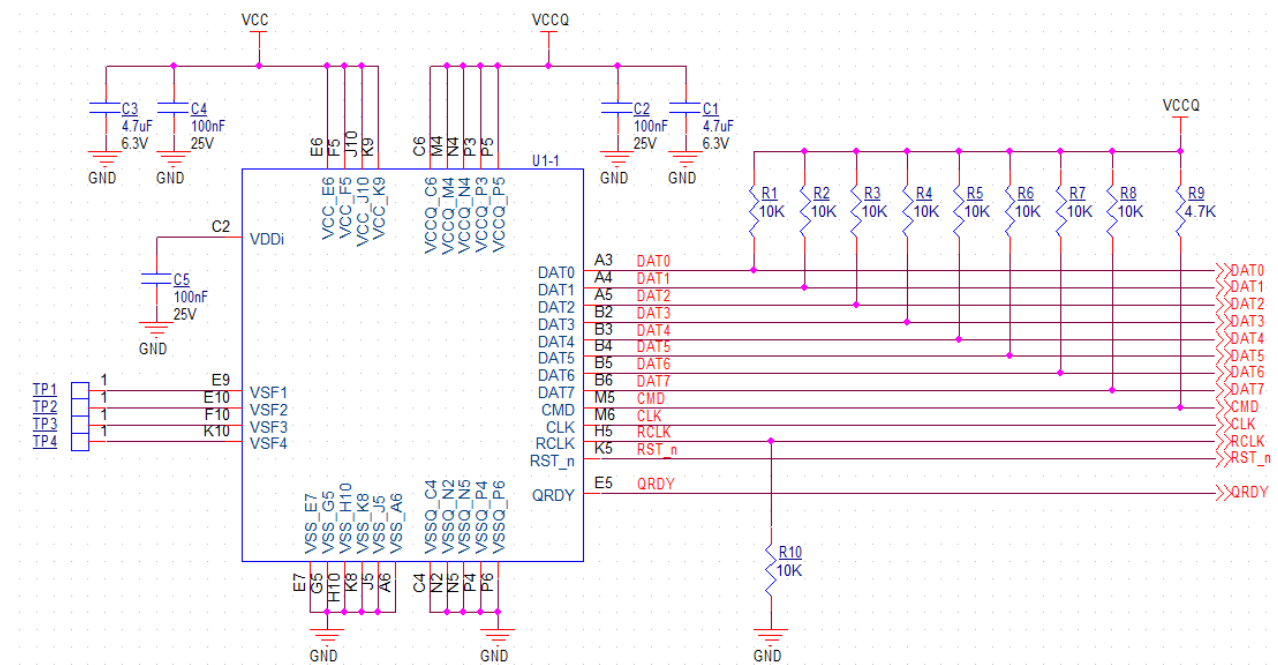 VCC
VCCQ
C3
4.7uF
6.3V
C4
100nF
25V
GND
GND
E6
F5
J10
K9
C6
M4
N4
P3
P5
C2
100nF
25V
C1
4.7uF
6.3V
GND
GND
VCCQ
U1-1
VCC_E6
VCC_F5
VCC_J10
VCC_K9
VCCQ_C6
VCCQ_M4
VCCQ_N4
VCCQ_P3
VCCQ_P5
R1
10K
R2
10K
R3
10K
R4
10K
R5
10K
R6
10K
R7
10K
R8
10K
R9
4.7K
C2
VDDi
C5
100nF
25V
GND
DAT0 A3 DAT0 DAT0
DAT1 A4 DAT1 DAT1
DAT2 A5 DAT2 DAT2
DAT3 B2 DAT3 DAT3
DAT4 B3 DAT4 DAT4
DAT5 B4 DAT5 DAT5
DAT6 B5 DAT6 DAT6
DAT7 B6 DAT7 DAT7
CMD M5 CMD CMD
CLK M6 CLK CLK
RCLK H5 RCLK RCLK
RST_n K5 RST_n RST_n
QRDY E5 QRDY QRDY
TP1 1 E9 VSF1
TP2 1 E10 VSF2
TP3 1 F10 VSF3
TP4 1 K10 VSF4
VSS_E7
VSS_G5
VSS_H10
VSS_K8
VSS_J5
VSS_A6
VSSQ_C4
VSSQ_N2
VSSQ_N5
VSSQ_P4
VSSQ_P6
E7
G5
H10
K8
J5
A6
C4
N2
N5
P4
P6
R10
10K
GND
GND
GND